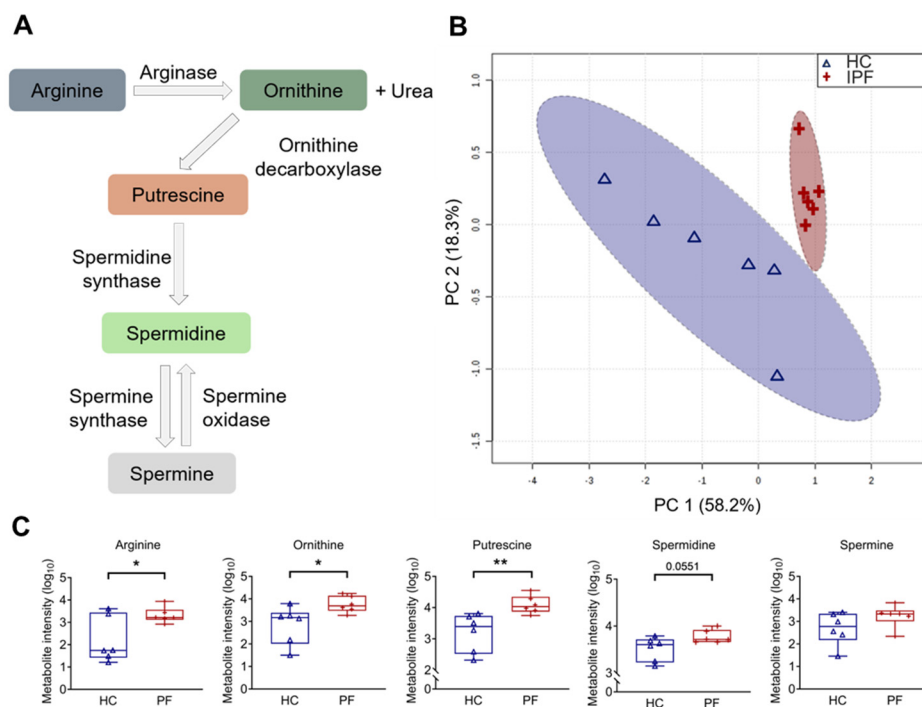 A
Arginine
Arginase
Ornithine
+ Urea
Ornithine
decarboxylase
Putrescine
Spermidine
synthase
Spermidine
Spermine
synthase
Spermine
oxidase
Spermine
B
HC
IPF
1.0
0.5
0.0
-0.5
-1.0
-1.5
PC 2 (18.3%)
-4
-3
-2
-1
0
1
2
PC 1 (58.2%)
C
Arginine
Metabolite intensity (log10)
5
4
3
2
1
0
*
HC
PF
Ornithine
Metabolite intensity (log10)
5
4
3
2
1
0
*
HC
PF
Putrescine
Metabolite intensity (log10)
5
4
3
2
0
**
HC
PF
Spermidine
Metabolite intensity (log10)
5
4
3
0
0.0551
HC
PF
Spermine
Metabolite intensity (log10)
5
4
3
2
1
0
HC
PF